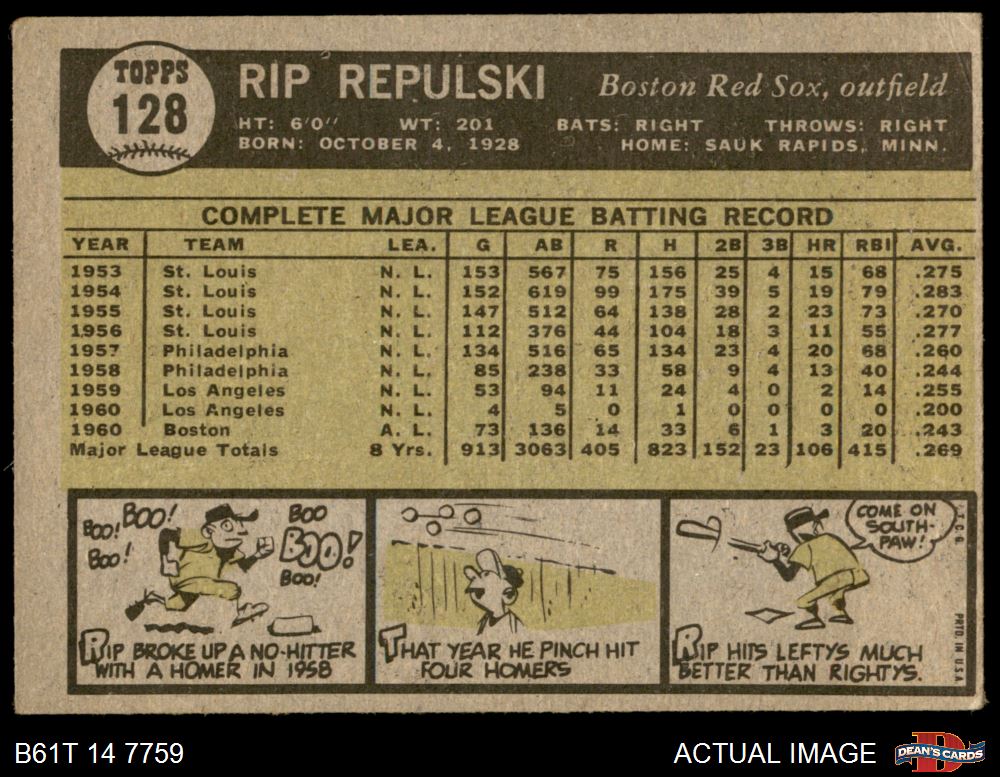 TOPPS
128
RIP REPULSKI
Boston Red Sox, outfield
HT: 6'0" WT: 201 BATS: RIGHT THROWS: RIGHT
BORN: OCTOBER 4, 1928 HOME: SAUK RAPIDS, MINN.
COMPLETE MAJOR LEAGUE BATTING RECORD
YEAR TEAM LEA. G AB R H 2B 3B HR RBI AVG.
1953 St. Louis N. L. 153 567 75 156 25 4 15 68 .275
1954 St. Louis N. L. 152 619 99 175 39 5 19 79 .283
1955 St. Louis N. L. 147 512 64 138 28 2 23 73 .270
1956 St. Louis N. L. 112 376 44 104 18 3 11 55 .277
1957 Philadelphia N. L. 134 516 65 134 23 4 20 68 .260
1958 Philadelphia N. L. 85 238 33 58 9 4 13 40 .244
1959 Los Angeles N. L. 53 94 11 24 4 0 2 14 .255
1960 Los Angeles N. L. 4 5 0 1 0 0 0 0 .200
1960 Boston A. L. 73 136 14 33 6 1 3 20 .243
Major League Totals 8 Yrs. 913 3063 405 823 152 23 106 415 .269
BOO! BOO! BOO
BOO! BOO!
BOO!
RIP BROKE UP A NO-HITTER
WITH A HOMER IN 1958
THAT YEAR HE PINCH HIT
FOUR HOMERS
COME ON
SOUTH-
PAW!
RIP HITS LEFTYS MUCH
BETTER THAN RIGHTYS.
T.C.G.
PRTD. IN U.S.A.
B61T 14 7759
ACTUAL IMAGE
DEAN'S CARDS